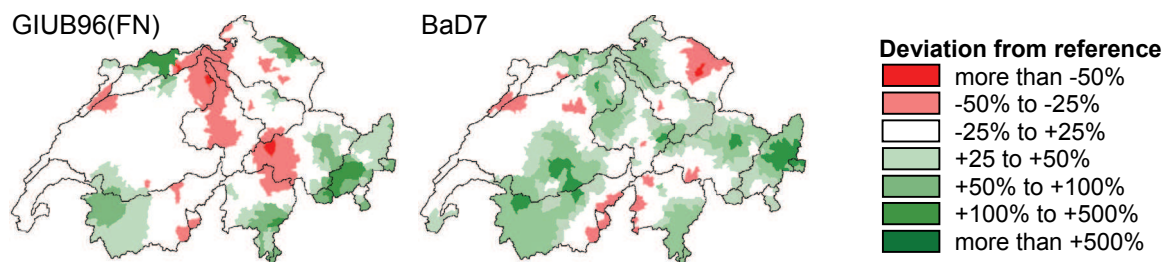 GIUB96(FN)
BaD7
Deviation from reference
more than -50%
-50% to -25%
-25% to +25%
+25 to +50%
+50% to +100%
+100% to +500%
more than +500%